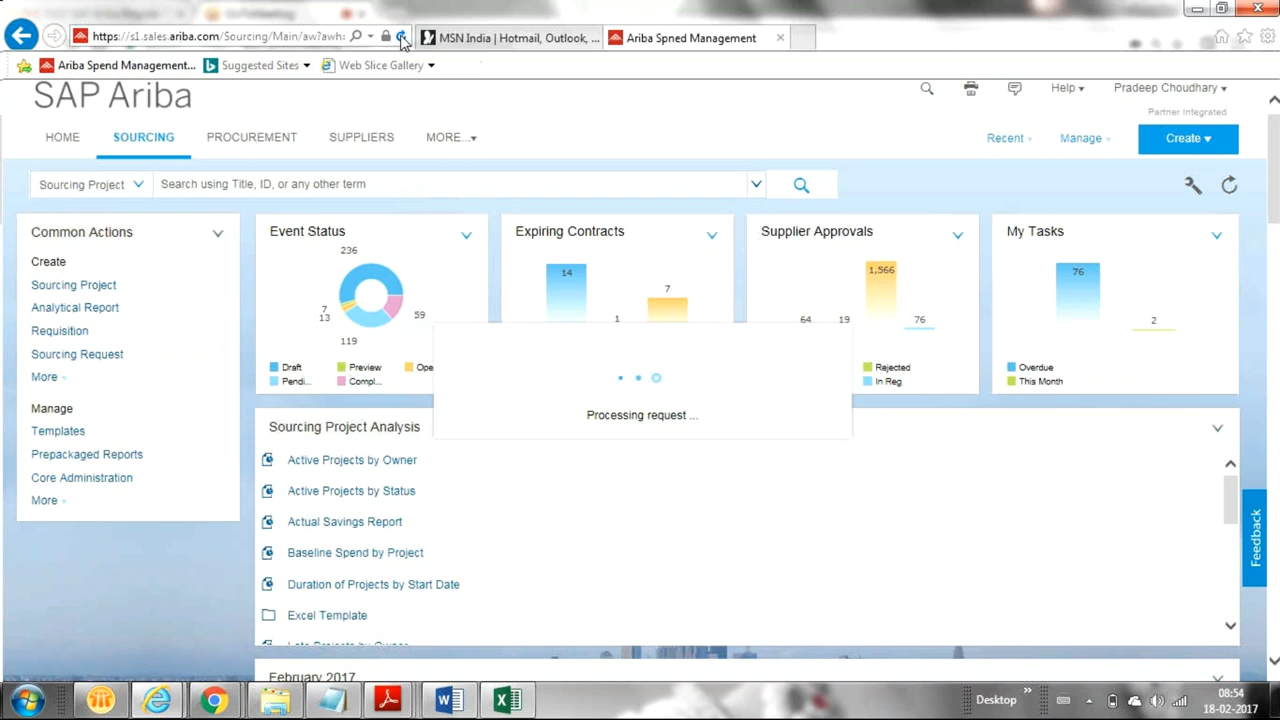 https://s1.sales.ariba.com/Sourcing/Main/aw?awh:
MSN India | Hotmail, Outlook, ...
Ariba Spned Management
Ariba Spend Management...
Suggested Sites
Web Slice Gallery
SAP Ariba
Help
Pradeep Choudhary
Partner Integrated
HOME
SOURCING
PROCUREMENT
SUPPLIERS
MORE...
Recent
Manage
Create
Sourcing Project
Search using Title, ID, or any other term
Common Actions
Create
Sourcing Project
Analytical Report
Requisition
Sourcing Request
More
Manage
Templates
Prepackaged Reports
Core Administration
More
Event Status
236
7
13
59
119
Draft
Preview
Ope
Pendi...
Compl...
Expiring Contracts
14
1
7
Supplier Approvals
64
19
1,566
76
Rejected
In Reg
My Tasks
76
2
Overdue
This Month
Processing request ...
Sourcing Project Analysis
Active Projects by Owner
Active Projects by Status
Actual Savings Report
Baseline Spend by Project
Duration of Projects by Start Date
Excel Template
February 2017
Feedback
Desktop
08:54
18-02-2017